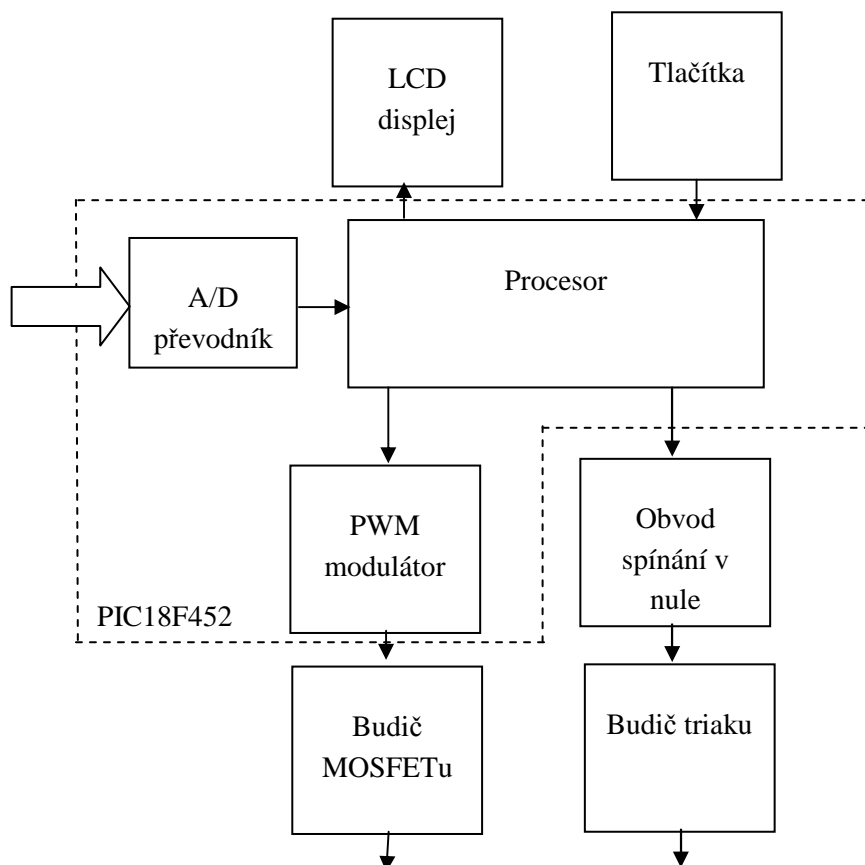 LCD
displej
Tlačítka
Procesor
A/D
převodník
PWM
modulátor
Obvod
spínání v
nule
PIC18F452
Budič
MOSFETu
Budič triaku